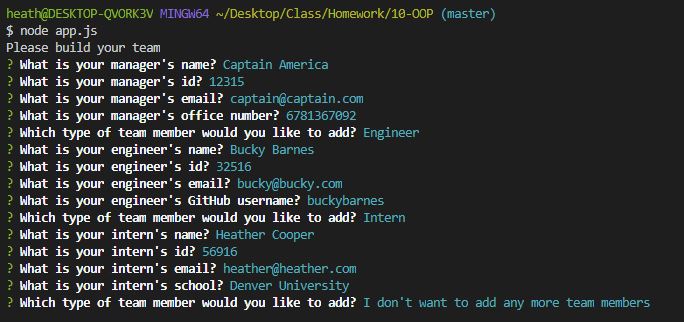 heath@DESKTOP-QVORK3V MINGW64 ~/Desktop/Class/Homework/10-OOP (master)
$ node app.js
Please build your team
? What is your manager's name? Captain America
? What is your manager's id? 12315
? What is your manager's email? captain@captain.com
? What is your manager's office number? 6781367092
? Which type of team member would you like to add? Engineer
? What is your engineer's name? Bucky Barnes
? What is your engineer's id? 32516
? What is your engineer's email? bucky@bucky.com
? What is your engineer's GitHub username? buckybarnes
? Which type of team member would you like to add? Intern
? What is your intern's name? Heather Cooper
? What is your intern's id? 56916
? What is your intern's email? heather@heather.com
? What is your intern's school? Denver University
? Which type of team member would you like to add? I don't want to add any more team members